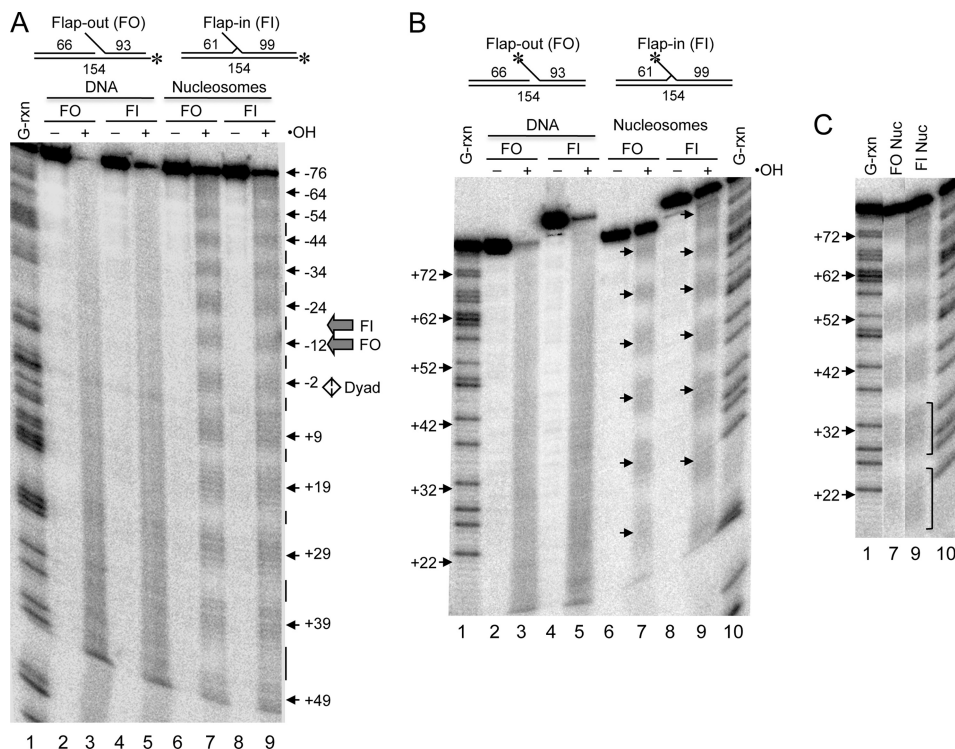 A
Flap-out (FO)
Flap-in (FI)
66
93
61
99
154
*
154
*
DNA
Nucleosomes
G-rxn
FO
FI
FO
FI
– + – + – + – + •OH
-76
-64
-54
-44
-34
-24
FI
-12
FO
-2
Dyad
+9
+19
+29
+39
+49
1 2 3 4 5 6 7 8 9
B
Flap-out (FO)
Flap-in (FI)
*
*
66
93
61
99
154
154
DNA
Nucleosomes
G-rxn
FO
FI
FO
FI
G-rxn
– + – + – + – + •OH
+72
+62
+52
+42
+32
+22
1 2 3 4 5 6 7 8 9 10
C
G-rxn
FO Nuc
FI Nuc
+72
+62
+52
+42
+32
+22
1 7 9 10